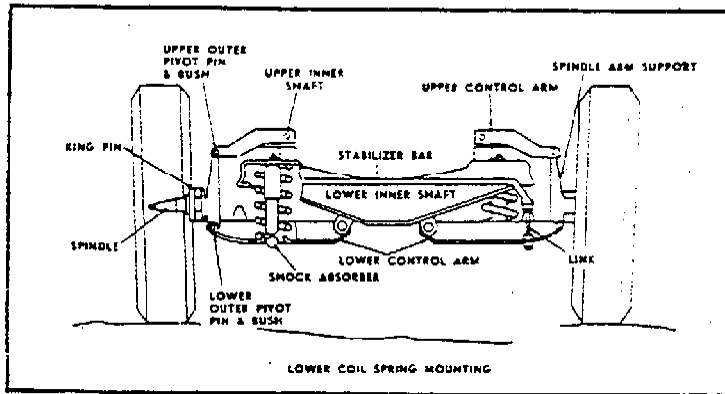 UPPER OUTER
PIVOT PIN
& BUSH
UPPER INNER
SHAFT
SPINDLE ARM SUPPORT
UPPER CONTROL ARM
KING PIN
STABILIZER BAR
LOWER INNER SHAFT
SPINDLE
LOWER CONTROL ARM
LINK
SHOCK ABSORBER
LOWER
OUTER PIVOT
PIN & BUSH
LOWER COIL SPRING MOUNTING